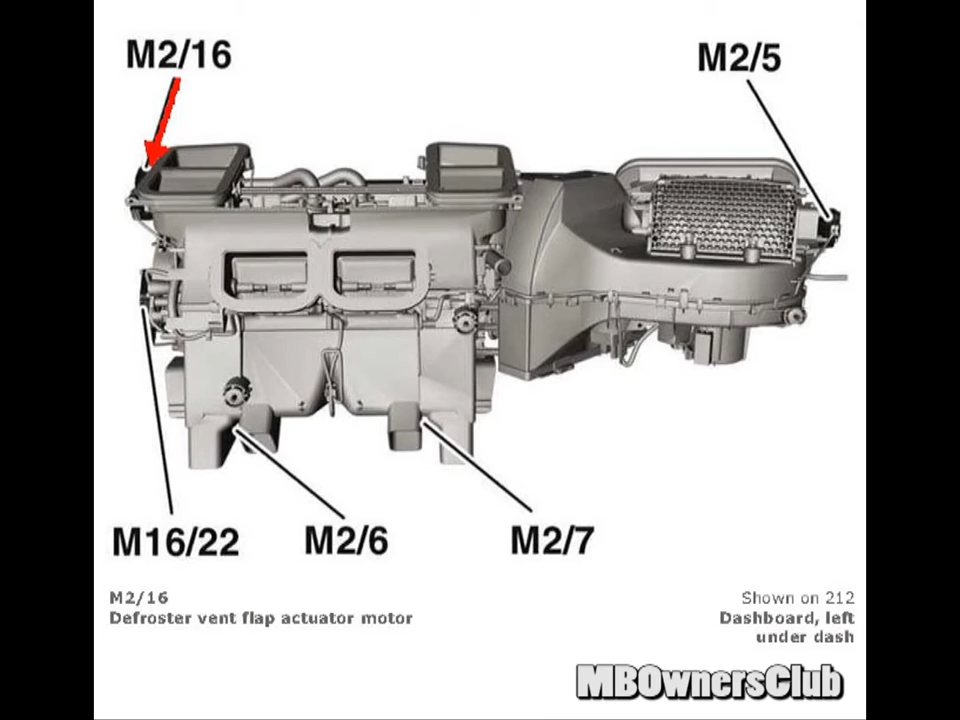 M2/16
M2/5
M16/22
M2/6
M2/7
M2/16
Defroster vent flap actuator motor
Shown on 212
Dashboard, left
under dash
MBOwnersClub